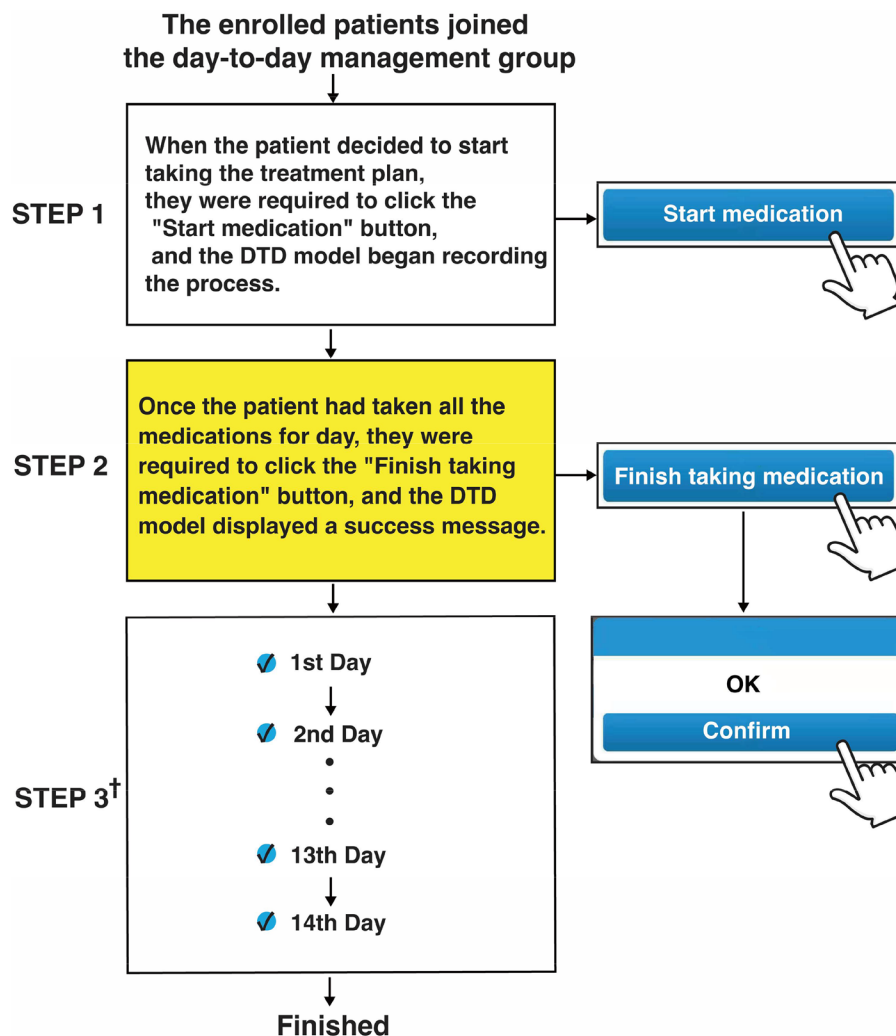 The enrolled patients joined
the day-to-day management group
STEP 1
When the patient decided to start
taking the treatment plan,
they were required to click the
"Start medication" button,
and the DTD model began recording
the process.
Start medication
STEP 2
Once the patient had taken all the
medications for day, they were
required to click the "Finish taking
medication" button, and the DTD
model displayed a success message.
Finish taking medication
OK
Confirm
STEP 3†
1st Day
2nd Day
13th Day
14th Day
Finished